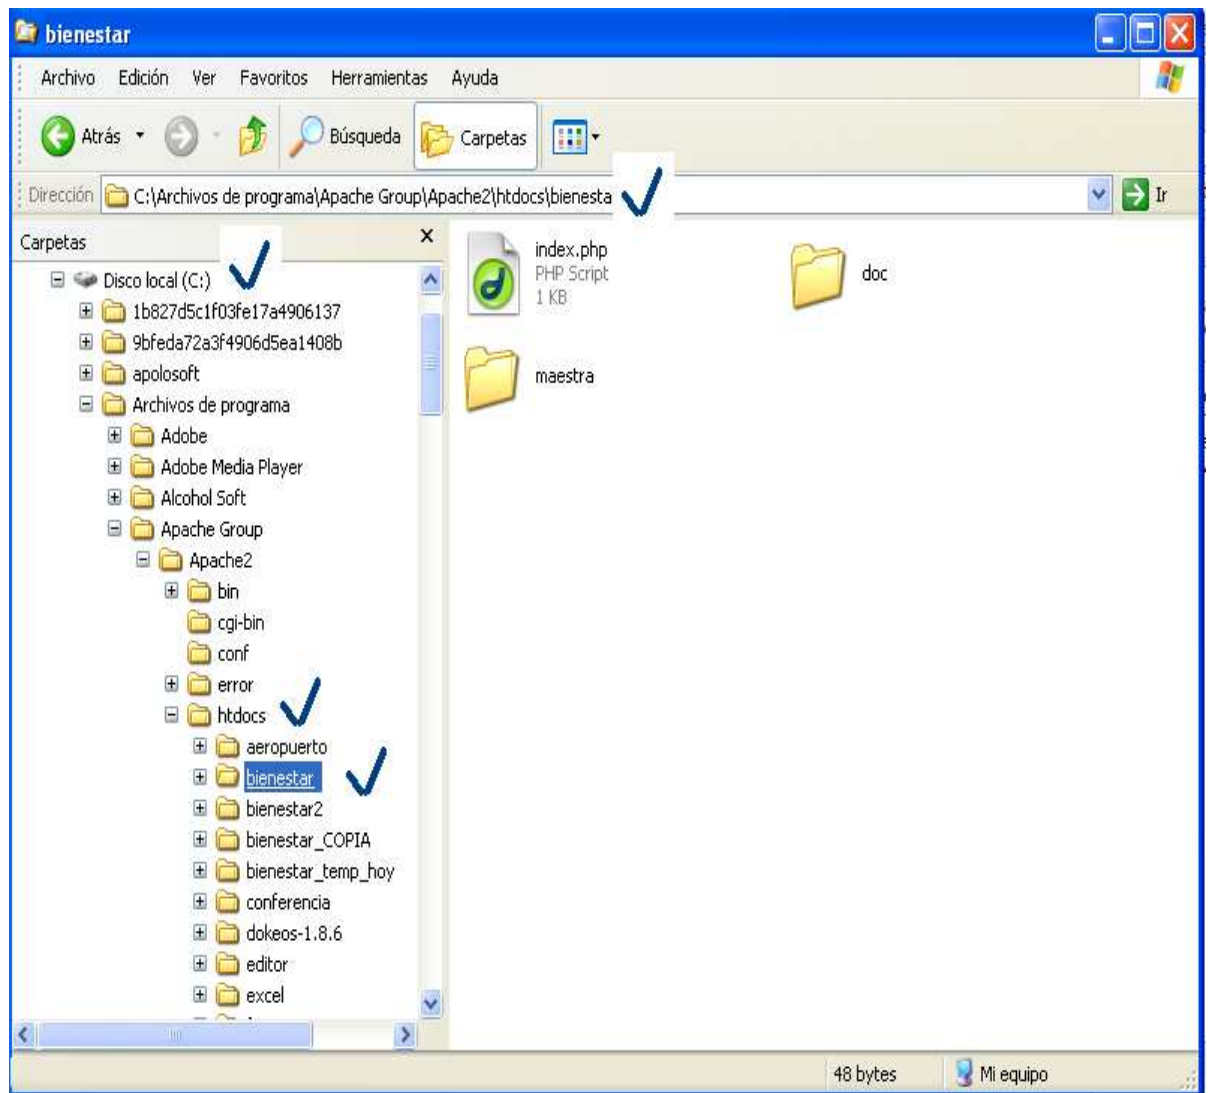 bienestar
Archivo Edición Ver Favoritos Herramientas Ayuda
Atrás Búsqueda Carpetas
Dirección C:\Archivos de programa\Apache Group\Apache2\htdocs\bienesta Ir
Carpetas
Disco local (C:)
1b827d5c1f03fe17a4906137
9bfeda72a3f4906d5ea1408b
apolosoft
Archivos de programa
Adobe
Adobe Media Player
Alcohol Soft
Apache Group
Apache2
bin
cgi-bin
conf
error
htdocs
aeropuerto
bienestar
bienestar2
bienestar_COPIA
bienestar_temp_hoy
conferencia
dokeos-1.8.6
editor
excel
index.php
PHP Script
1 KB
doc
maestra
48 bytes Mi equipo